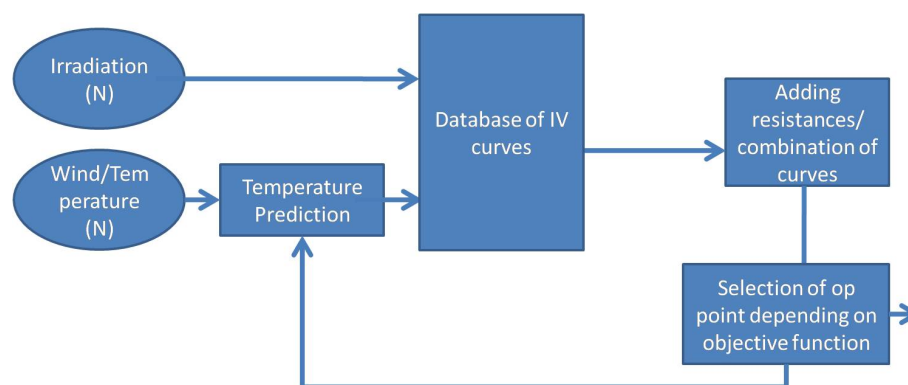 Irradiation
(N)
Wind/Tem
perature
(N)
Temperature
Prediction
Database of IV
curves
Adding
resistances/
combination of
curves
Selection of op
point depending on
objective function